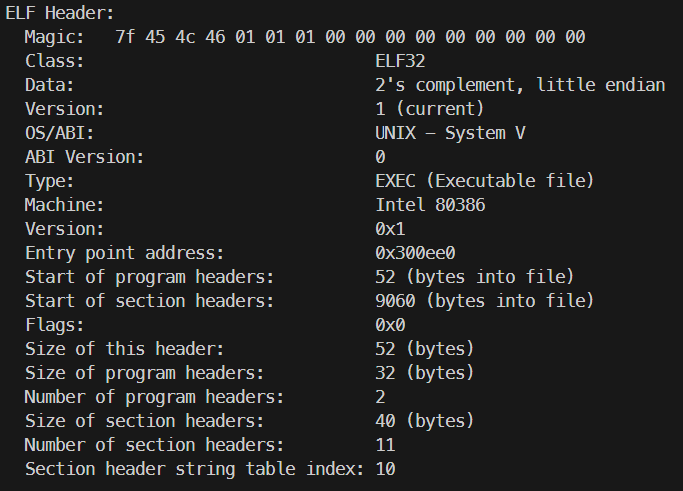 ELF Header:
  Magic:   7f 45 4c 46 01 01 01 00 00 00 00 00 00 00 00 00
  Class:                             ELF32
  Data:                              2's complement, little endian
  Version:                           1 (current)
  OS/ABI:                            UNIX – System V
  ABI Version:                       0
  Type:                              EXEC (Executable file)
  Machine:                           Intel 80386
  Version:                           0x1
  Entry point address:               0x300ee0
  Start of program headers:          52 (bytes into file)
  Start of section headers:          9060 (bytes into file)
  Flags:                             0x0
  Size of this header:               52 (bytes)
  Size of program headers:           32 (bytes)
  Number of program headers:         2
  Size of section headers:           40 (bytes)
  Number of section headers:         11
  Section header string table index: 10